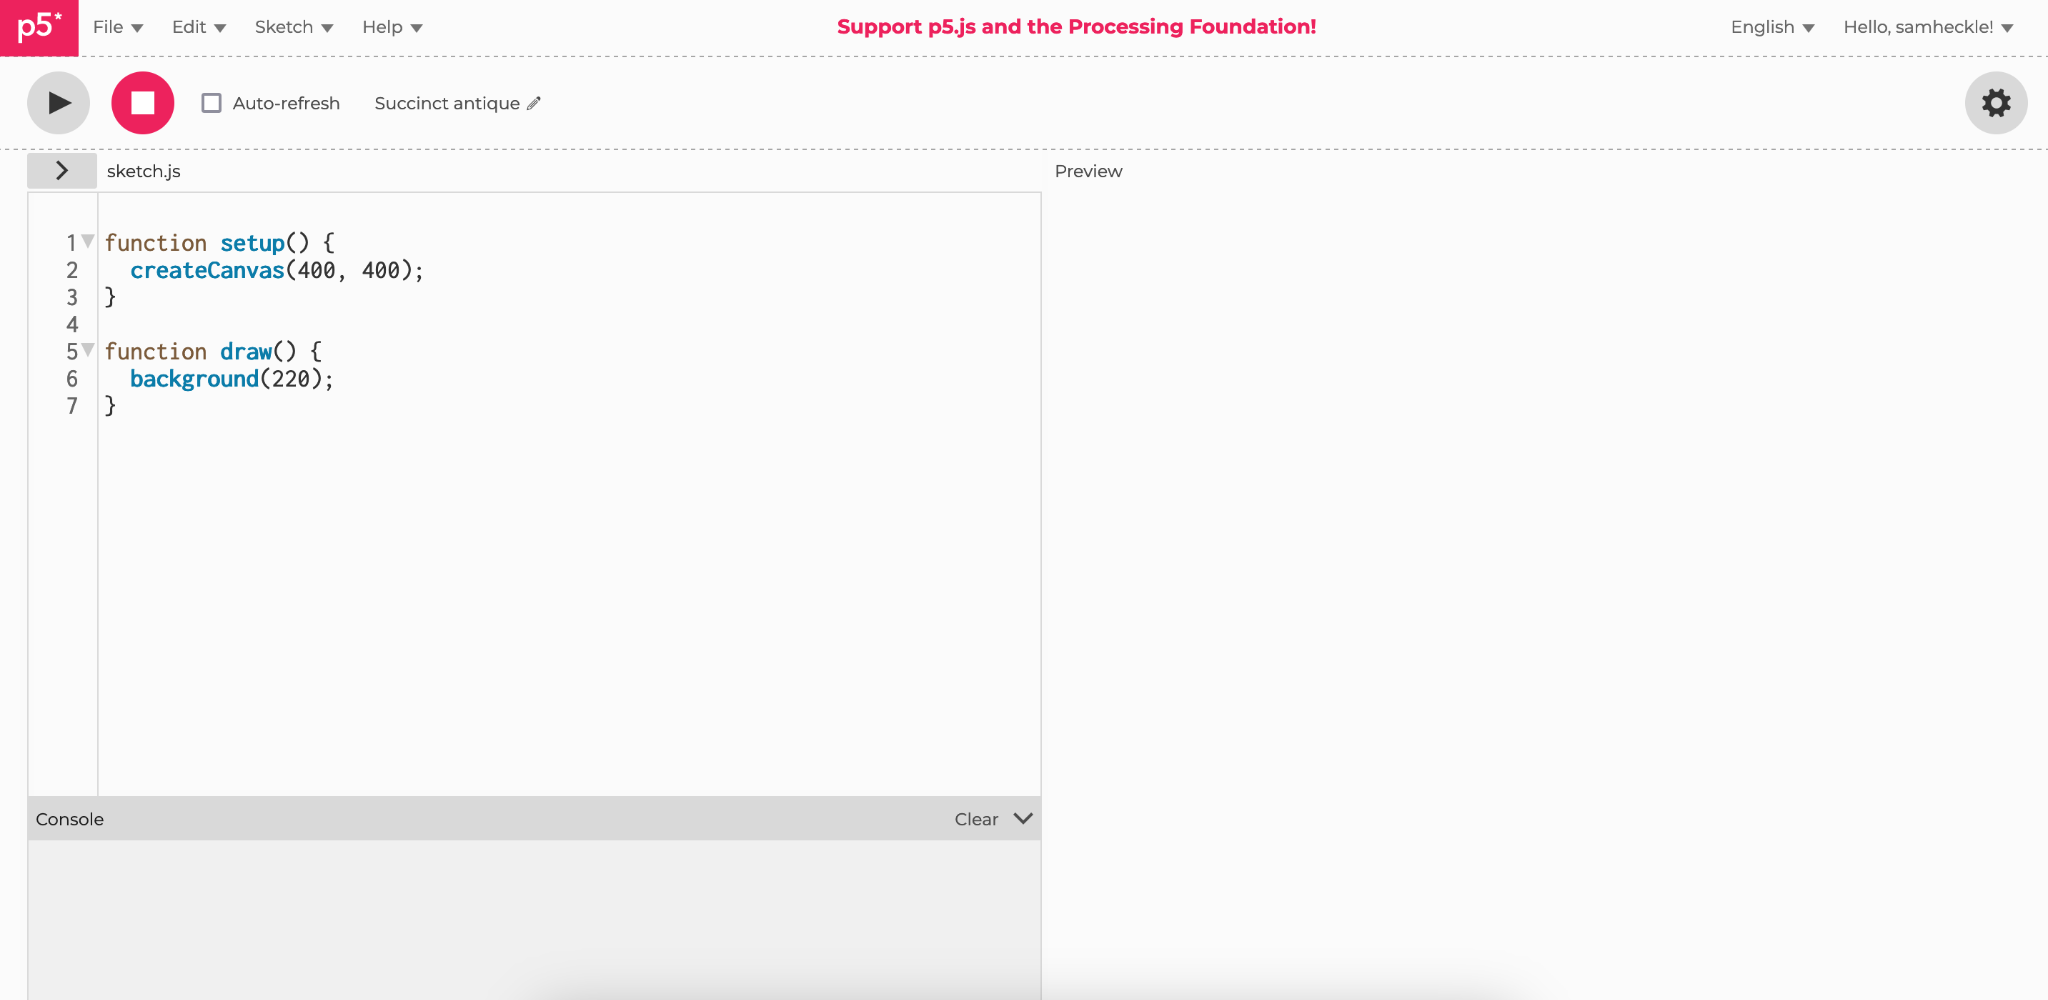 p5*
File Edit Sketch Help
Support p5.js and the Processing Foundation!
English Hello, samheckle!
Auto-refresh Succinct antique
sketch.js
Preview
1 function setup() {
2 createCanvas(400, 400);
3 }
4
5 function draw() {
6 background(220);
7 }
Console Clear